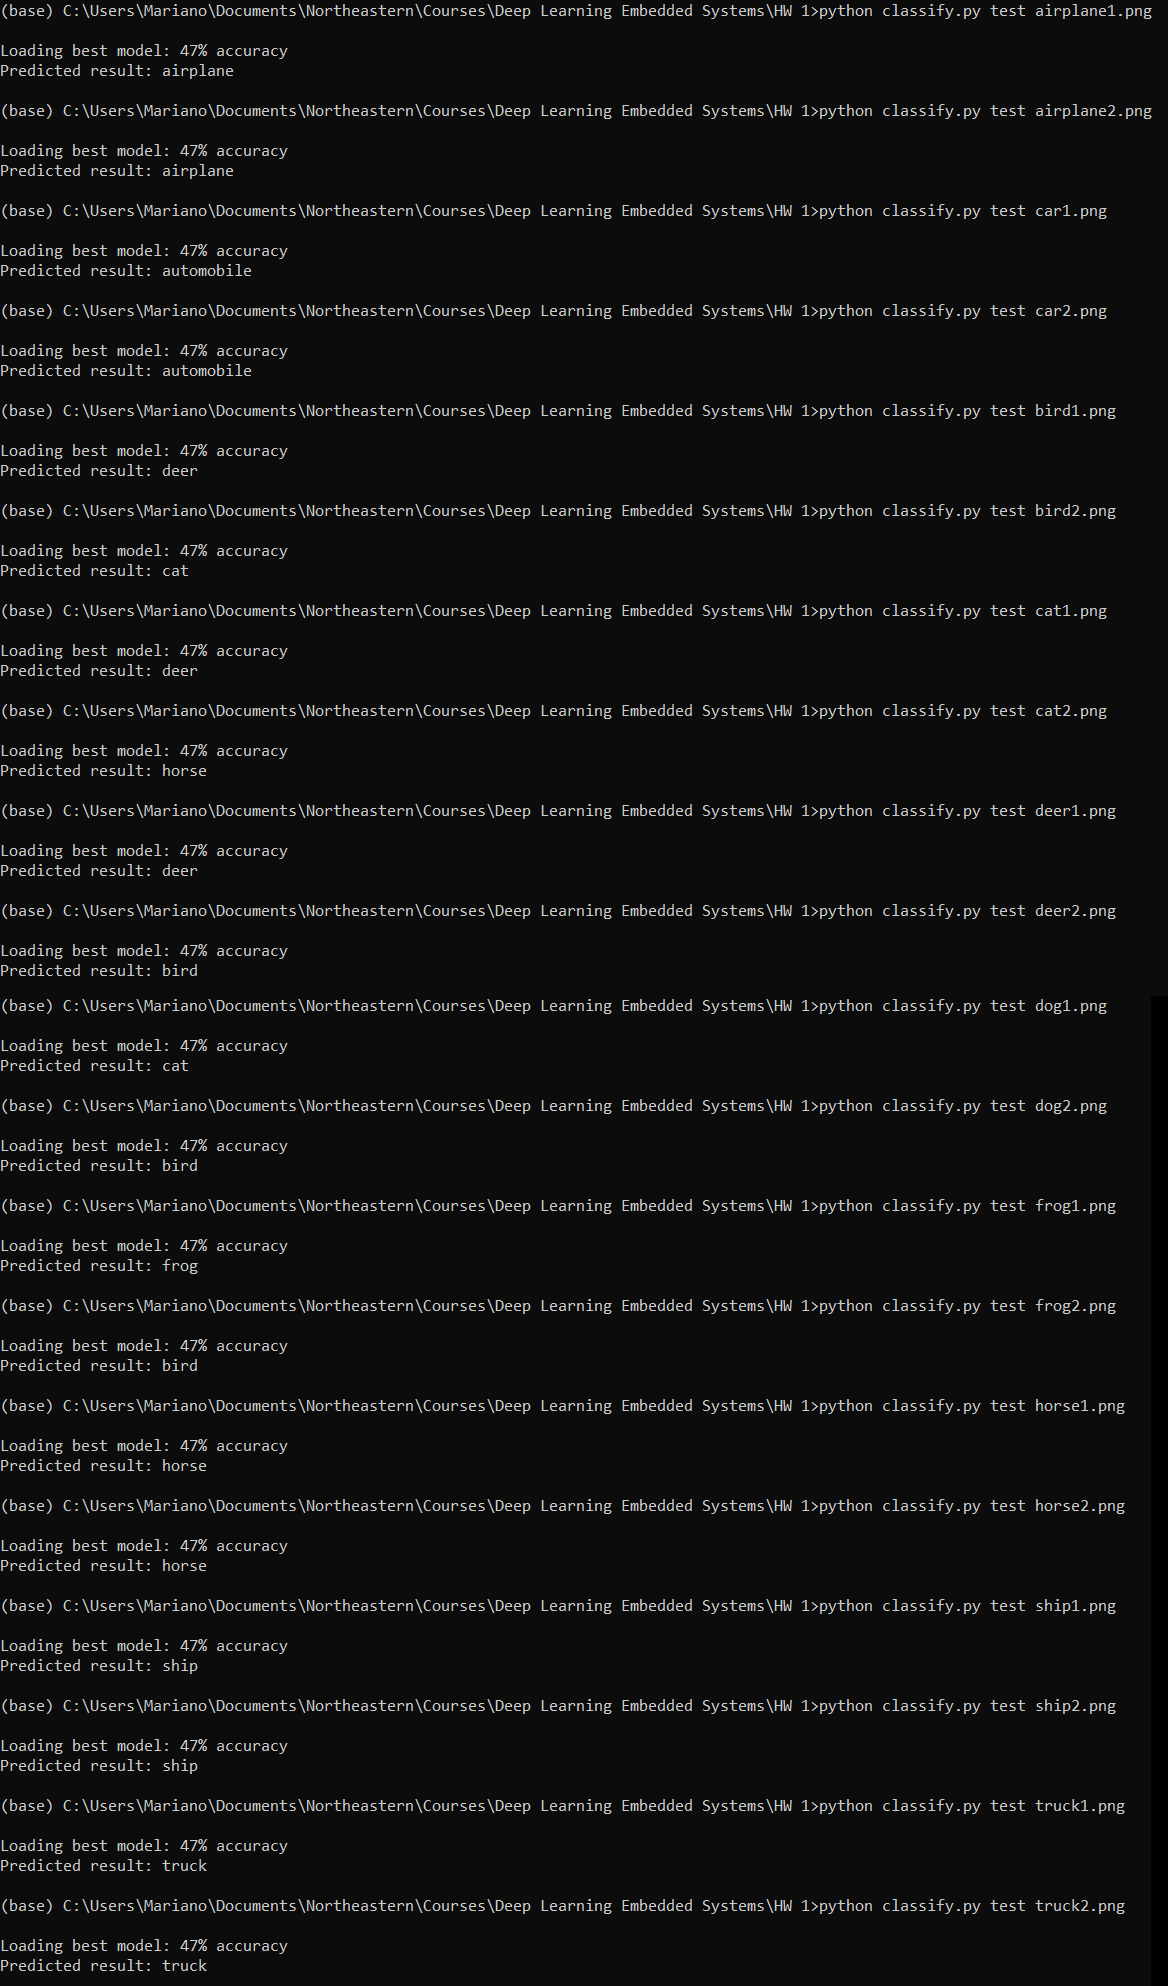 (base) C:\Users\Mariano\Documents\Northeastern\Courses\Deep Learning Embedded Systems\HW 1>python classify.py test airplane1.png
Loading best model: 47% accuracy
Predicted result: airplane
(base) C:\Users\Mariano\Documents\Northeastern\Courses\Deep Learning Embedded Systems\HW 1>python classify.py test airplane2.png
Loading best model: 47% accuracy
Predicted result: airplane
(base) C:\Users\Mariano\Documents\Northeastern\Courses\Deep Learning Embedded Systems\HW 1>python classify.py test car1.png
Loading best model: 47% accuracy
Predicted result: automobile
(base) C:\Users\Mariano\Documents\Northeastern\Courses\Deep Learning Embedded Systems\HW 1>python classify.py test car2.png
Loading best model: 47% accuracy
Predicted result: automobile
(base) C:\Users\Mariano\Documents\Northeastern\Courses\Deep Learning Embedded Systems\HW 1>python classify.py test bird1.png
Loading best model: 47% accuracy
Predicted result: deer
(base) C:\Users\Mariano\Documents\Northeastern\Courses\Deep Learning Embedded Systems\HW 1>python classify.py test bird2.png
Loading best model: 47% accuracy
Predicted result: cat
(base) C:\Users\Mariano\Documents\Northeastern\Courses\Deep Learning Embedded Systems\HW 1>python classify.py test cat1.png
Loading best model: 47% accuracy
Predicted result: deer
(base) C:\Users\Mariano\Documents\Northeastern\Courses\Deep Learning Embedded Systems\HW 1>python classify.py test cat2.png
Loading best model: 47% accuracy
Predicted result: horse
(base) C:\Users\Mariano\Documents\Northeastern\Courses\Deep Learning Embedded Systems\HW 1>python classify.py test deer1.png
Loading best model: 47% accuracy
Predicted result: deer
(base) C:\Users\Mariano\Documents\Northeastern\Courses\Deep Learning Embedded Systems\HW 1>python classify.py test deer2.png
Loading best model: 47% accuracy
Predicted result: bird
(base) C:\Users\Mariano\Documents\Northeastern\Courses\Deep Learning Embedded Systems\HW 1>python classify.py test dog1.png
Loading best model: 47% accuracy
Predicted result: cat
(base) C:\Users\Mariano\Documents\Northeastern\Courses\Deep Learning Embedded Systems\HW 1>python classify.py test dog2.png
Loading best model: 47% accuracy
Predicted result: bird
(base) C:\Users\Mariano\Documents\Northeastern\Courses\Deep Learning Embedded Systems\HW 1>python classify.py test frog1.png
Loading best model: 47% accuracy
Predicted result: frog
(base) C:\Users\Mariano\Documents\Northeastern\Courses\Deep Learning Embedded Systems\HW 1>python classify.py test frog2.png
Loading best model: 47% accuracy
Predicted result: bird
(base) C:\Users\Mariano\Documents\Northeastern\Courses\Deep Learning Embedded Systems\HW 1>python classify.py test horse1.png
Loading best model: 47% accuracy
Predicted result: horse
(base) C:\Users\Mariano\Documents\Northeastern\Courses\Deep Learning Embedded Systems\HW 1>python classify.py test horse2.png
Loading best model: 47% accuracy
Predicted result: horse
(base) C:\Users\Mariano\Documents\Northeastern\Courses\Deep Learning Embedded Systems\HW 1>python classify.py test ship1.png
Loading best model: 47% accuracy
Predicted result: ship
(base) C:\Users\Mariano\Documents\Northeastern\Courses\Deep Learning Embedded Systems\HW 1>python classify.py test ship2.png
Loading best model: 47% accuracy
Predicted result: ship
(base) C:\Users\Mariano\Documents\Northeastern\Courses\Deep Learning Embedded Systems\HW 1>python classify.py test truck1.png
Loading best model: 47% accuracy
Predicted result: truck
(base) C:\Users\Mariano\Documents\Northeastern\Courses\Deep Learning Embedded Systems\HW 1>python classify.py test truck2.png
Loading best model: 47% accuracy
Predicted result: truck